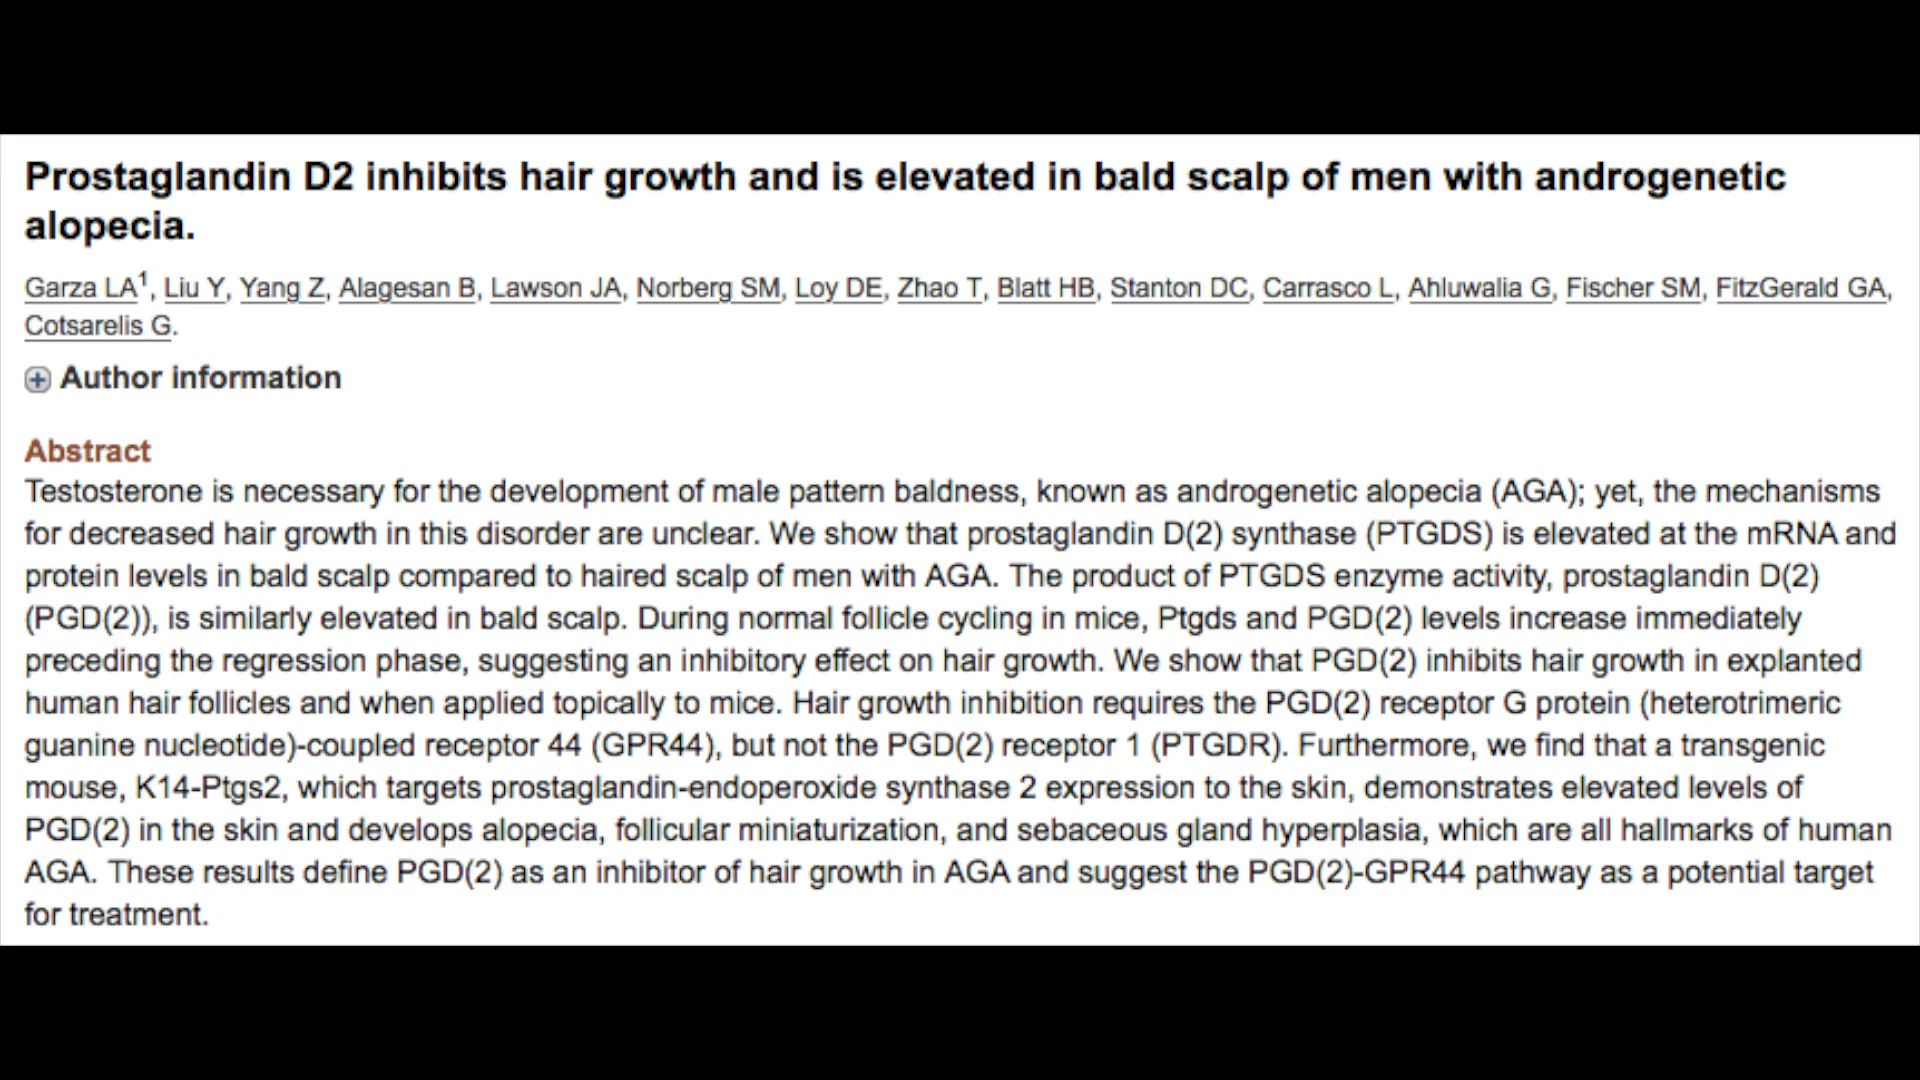 Prostaglandin D2 inhibits hair growth and is elevated in bald scalp of men with androgenetic
alopecia.
Garza LA1, Liu Y, Yang Z, Alagesan B, Lawson JA, Norberg SM, Loy DE, Zhao T, Blatt HB, Stanton DC, Carrasco L, Ahluwalia G, Fischer SM, FitzGerald GA,
Cotsarelis G.
Author information
Abstract
Testosterone is necessary for the development of male pattern baldness, known as androgenetic alopecia (AGA); yet, the mechanisms
for decreased hair growth in this disorder are unclear. We show that prostaglandin D(2) synthase (PTGDS) is elevated at the mRNA and
protein levels in bald scalp compared to haired scalp of men with AGA. The product of PTGDS enzyme activity, prostaglandin D(2)
(PGD(2)), is similarly elevated in bald scalp. During normal follicle cycling in mice, Ptgds and PGD(2) levels increase immediately
preceding the regression phase, suggesting an inhibitory effect on hair growth. We show that PGD(2) inhibits hair growth in explanted
human hair follicles and when applied topically to mice. Hair growth inhibition requires the PGD(2) receptor G protein (heterotrimeric
guanine nucleotide)-coupled receptor 44 (GPR44), but not the PGD(2) receptor 1 (PTGDR). Furthermore, we find that a transgenic
mouse, K14-Ptgs2, which targets prostaglandin-endoperoxide synthase 2 expression to the skin, demonstrates elevated levels of
PGD(2) in the skin and develops alopecia, follicular miniaturization, and sebaceous gland hyperplasia, which are all hallmarks of human
AGA. These results define PGD(2) as an inhibitor of hair growth in AGA and suggest the PGD(2)-GPR44 pathway as a potential target
for treatment.